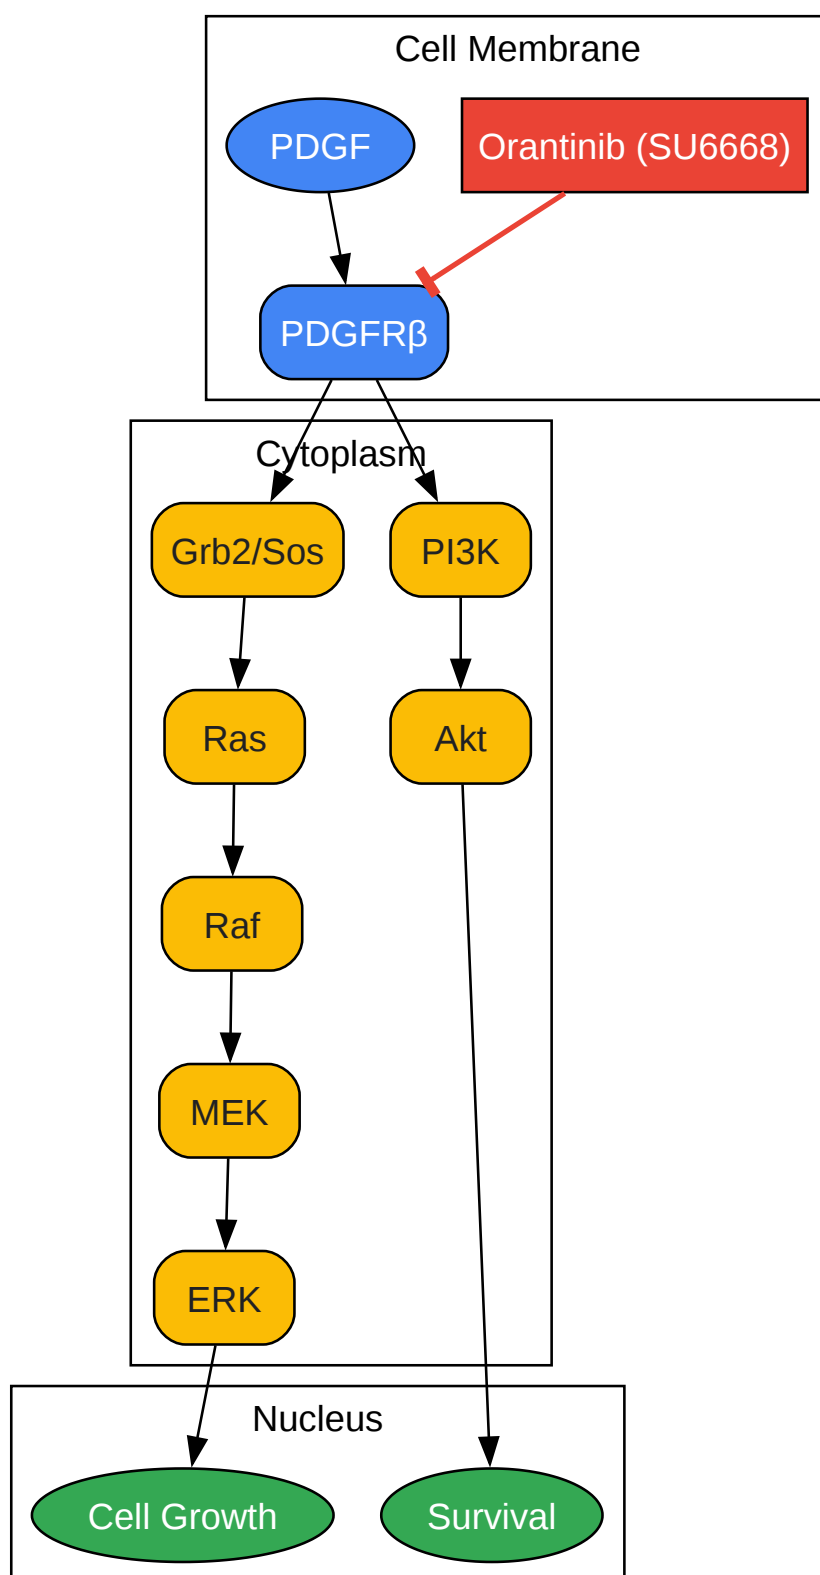 Cell Membrane
PDGF
Orantinib (SU6668)
PDGFRβ
Cytoplasm
Grb2/Sos
PI3K
Ras
Akt
Raf
MEK
ERK
Nucleus
Cell Growth
Survival